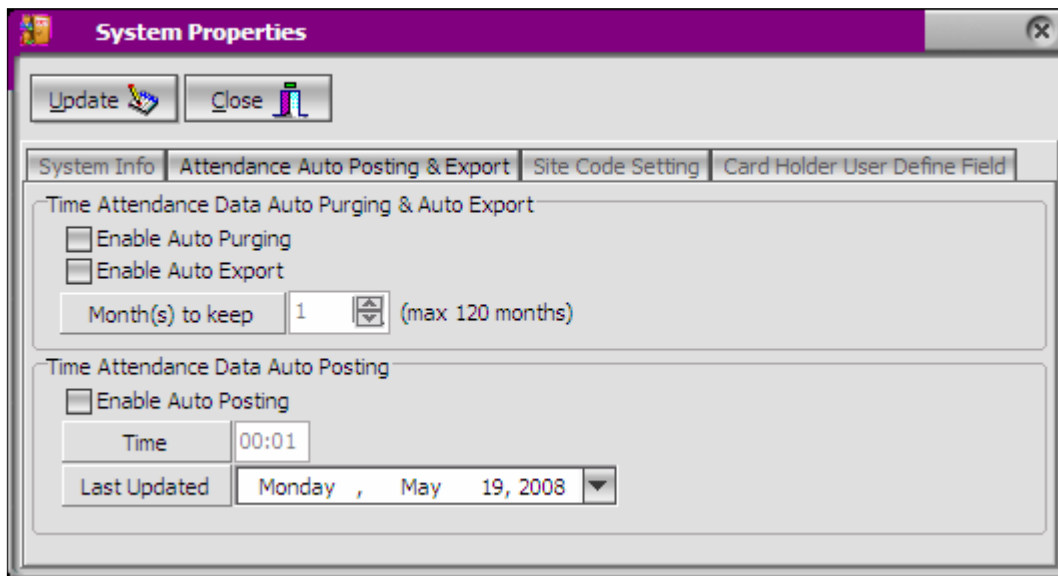 System Properties
Update Close
System Info Attendance Auto Posting & Export Site Code Setting Card Holder User Define Field
Time Attendance Data Auto Purging & Auto Export
Enable Auto Purging
Enable Auto Export
Month(s) to keep 1 (max 120 months)
Time Attendance Data Auto Posting
Enable Auto Posting
Time 00:01
Last Updated Monday , May 19, 2008